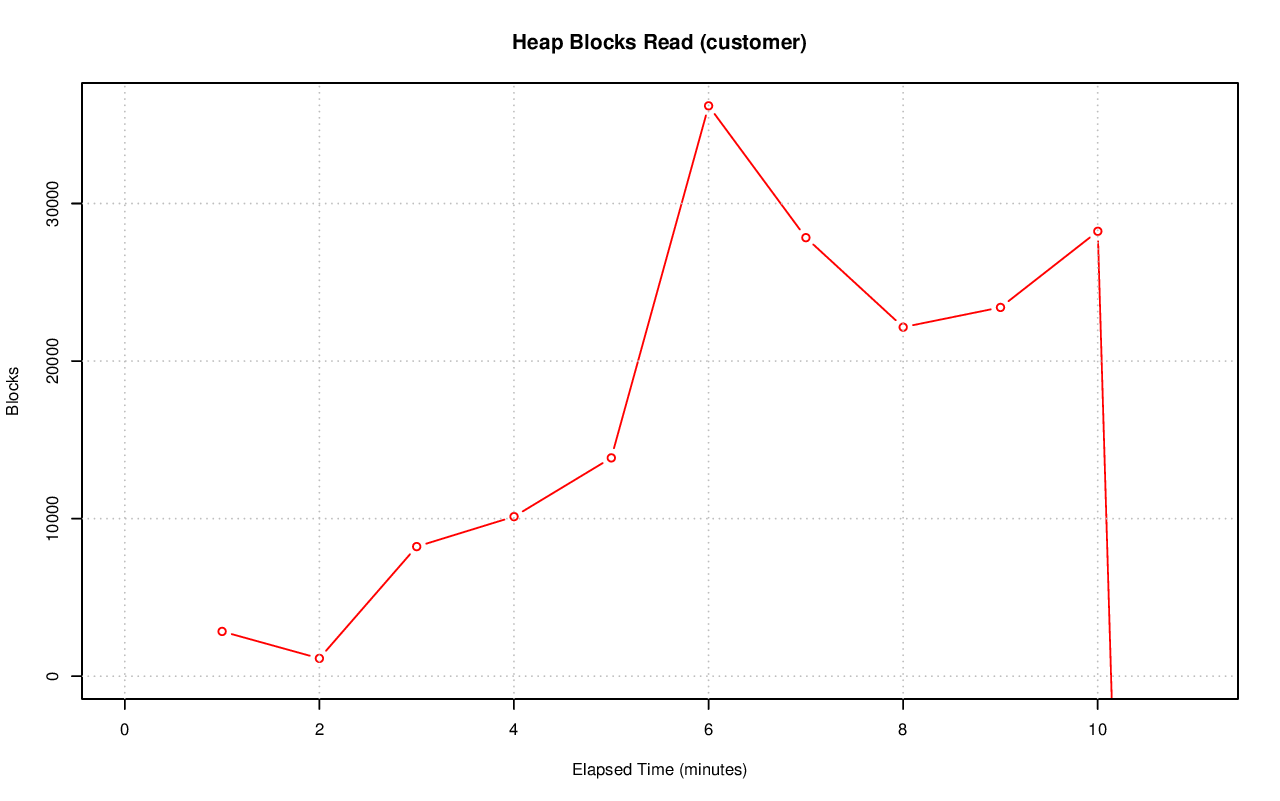 Heap Blocks Read (customer)
Blocks
30000
20000
10000
0
0 2 4 6 8 10
Elapsed Time (minutes)